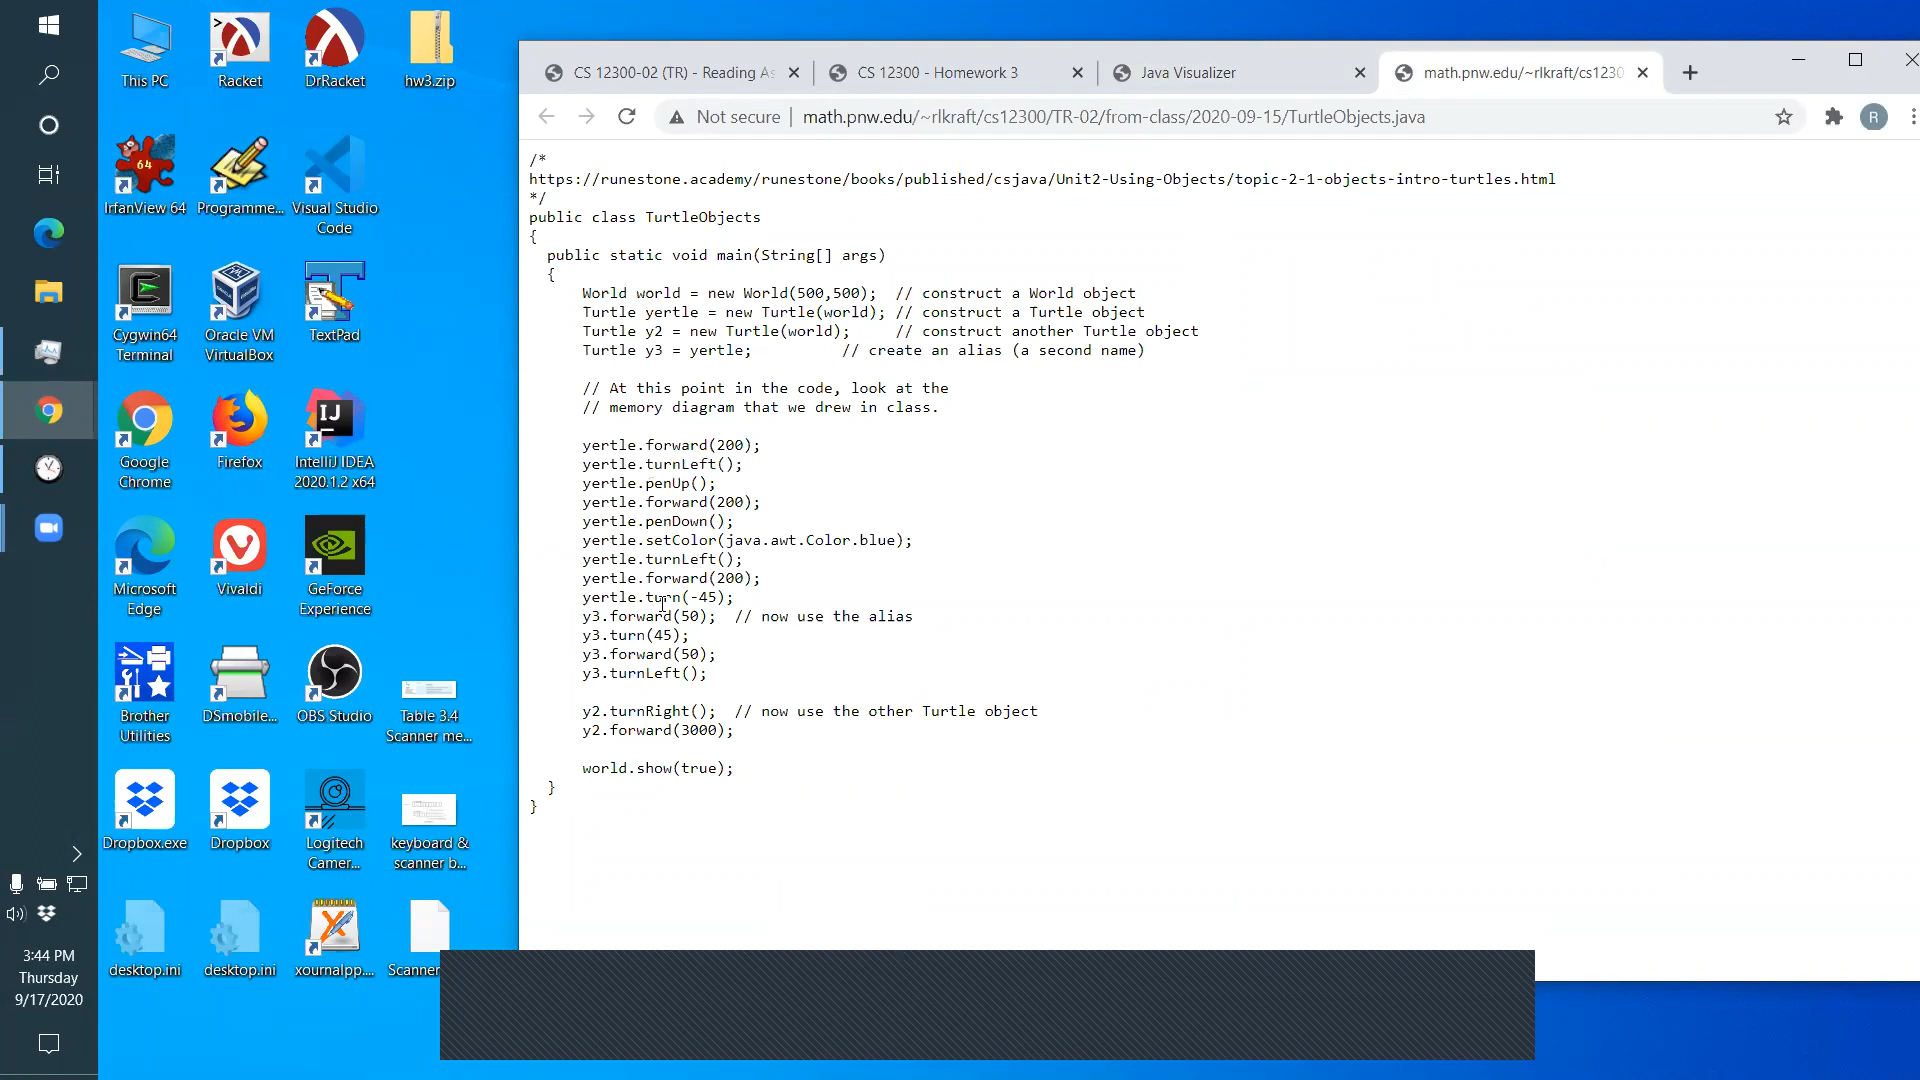 This PC
Racket
DrRacket
hw3.zip
IrfanView 64
Programme...
Visual Studio
Code
Cygwin64
Terminal
Oracle VM
VirtualBox
TextPad
Google
Chrome
Firefox
IntelliJ IDEA
2020.1.2 x64
Microsoft
Edge
Vivaldi
GeForce
Experience
Brother
Utilities
DSmobile...
OBS Studio
Table 3.4
Scanner me...
Dropbox.exe
Dropbox
Logitech
Camer...
keyboard &
scanner b...
desktop.ini
desktop.ini
xournalpp....
Scanner
3:44 PM
Thursday
9/17/2020
CS 12300-02 (TR) - Reading As
CS 12300 - Homework 3
Java Visualizer
math.pnw.edu/~rlkraft/cs1230
Not secure
math.pnw.edu/~rlkraft/cs12300/TR-02/from-class/2020-09-15/TurtleObjects.java
R
/*
https://runestone.academy/runestone/books/published/csjava/Unit2-Using-Objects/topic-2-1-objects-intro-turtles.html
*/
public class TurtleObjects
{
public static void main(String[] args)
{
World world = new World(500,500);  // construct a World object
Turtle yertle = new Turtle(world); // construct a Turtle object
Turtle y2 = new Turtle(world);     // construct another Turtle object
Turtle y3 = yertle;          // create an alias (a second name)
// At this point in the code, look at the
// memory diagram that we drew in class.
yertle.forward(200);
yertle.turnLeft();
yertle.penUp();
yertle.forward(200);
yertle.penDown();
yertle.setColor(java.awt.Color.blue);
yertle.turnLeft();
yertle.forward(200);
yertle.turn(-45);
y3.forward(50);  // now use the alias
y3.turn(45);
y3.forward(50);
y3.turnLeft();
y2.turnRight();  // now use the other Turtle object
y2.forward(3000);
world.show(true);
}
}